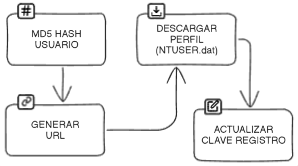 #
MD5 HASH
USUARIO
GENERAR
URL
DESCARGAR
PERFIL
(NTUSER.dat)
ACTUALIZAR
CLAVE REGISTRO